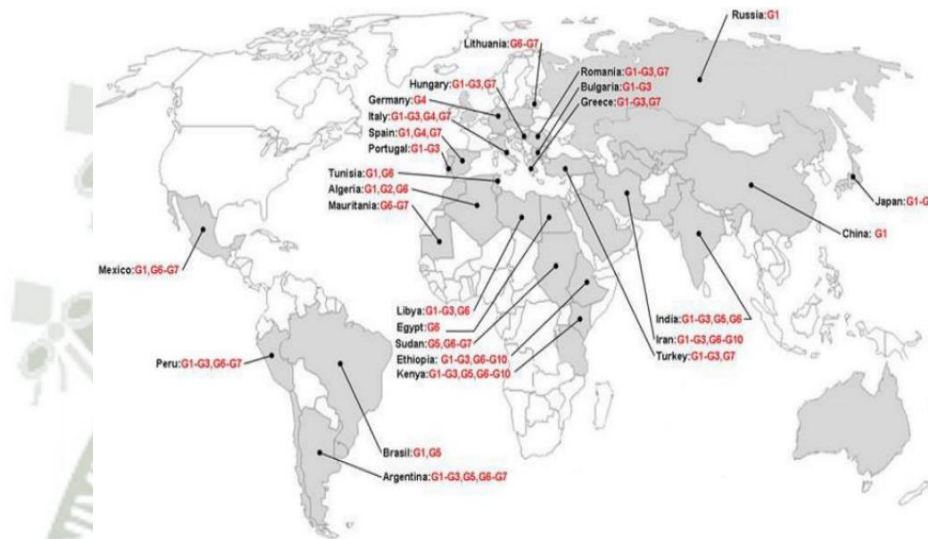 Russia:G1
Lithuania:G6-G7
Romania:G1-G3,G7
Hungary:G1-G3,G7
Bulgaria:G1-G3
Germany:G4
Greece:G1-G3,G7
Italy:G1-G3,G4,G7
Spain:G1,G4,G7
Portugal:G1-G3
Tunisia:G1,G6
Algeria:G1,G2,G6
Mauritania:G6-G7
Japan:G1-G
China: G1
Mexico:G1,G6-G7
Libya:G1-G3,G6
India:G1-G3,G5,G6
Egypt:G6
Sudan:G5,G6-G7
Iran:G1-G3,G6-G10
Ethiopia: G1-G3,G6-G10
Turkey:G1-G3,G7
Peru:G1-G3,G6-G7
Kenya:G1-G3,G5,G6-G10
Brasil:G1,G5
Argentina:G1-G3,G5,G6-G7